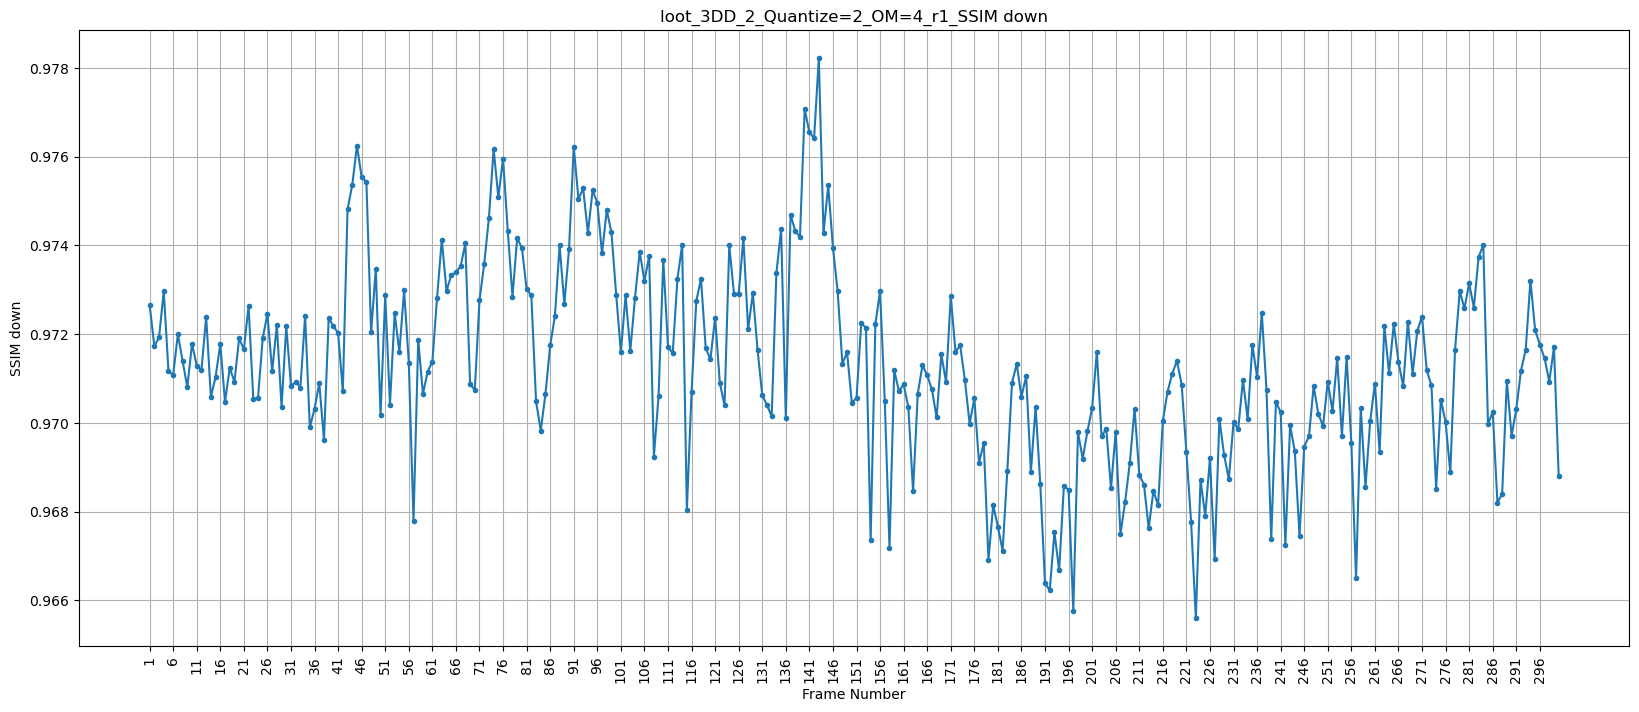 loot_3DD_2_Quantize=2_OM=4_r1_SSIM down
SSIM down
0.978
0.976
0.974
0.972
0.970
0.968
0.966
1 6 11 16 21 26 31 36 41 46 51 56 61 66 71 76 81 86 91 96 101 106 111 116 121 126 131 136 141 146 151 156 161 166 171 176 181 186 191 196 201 206 211 216 221 226 231 236 241 246 251 256 261 266 271 276 281 286 291 296
Frame Number